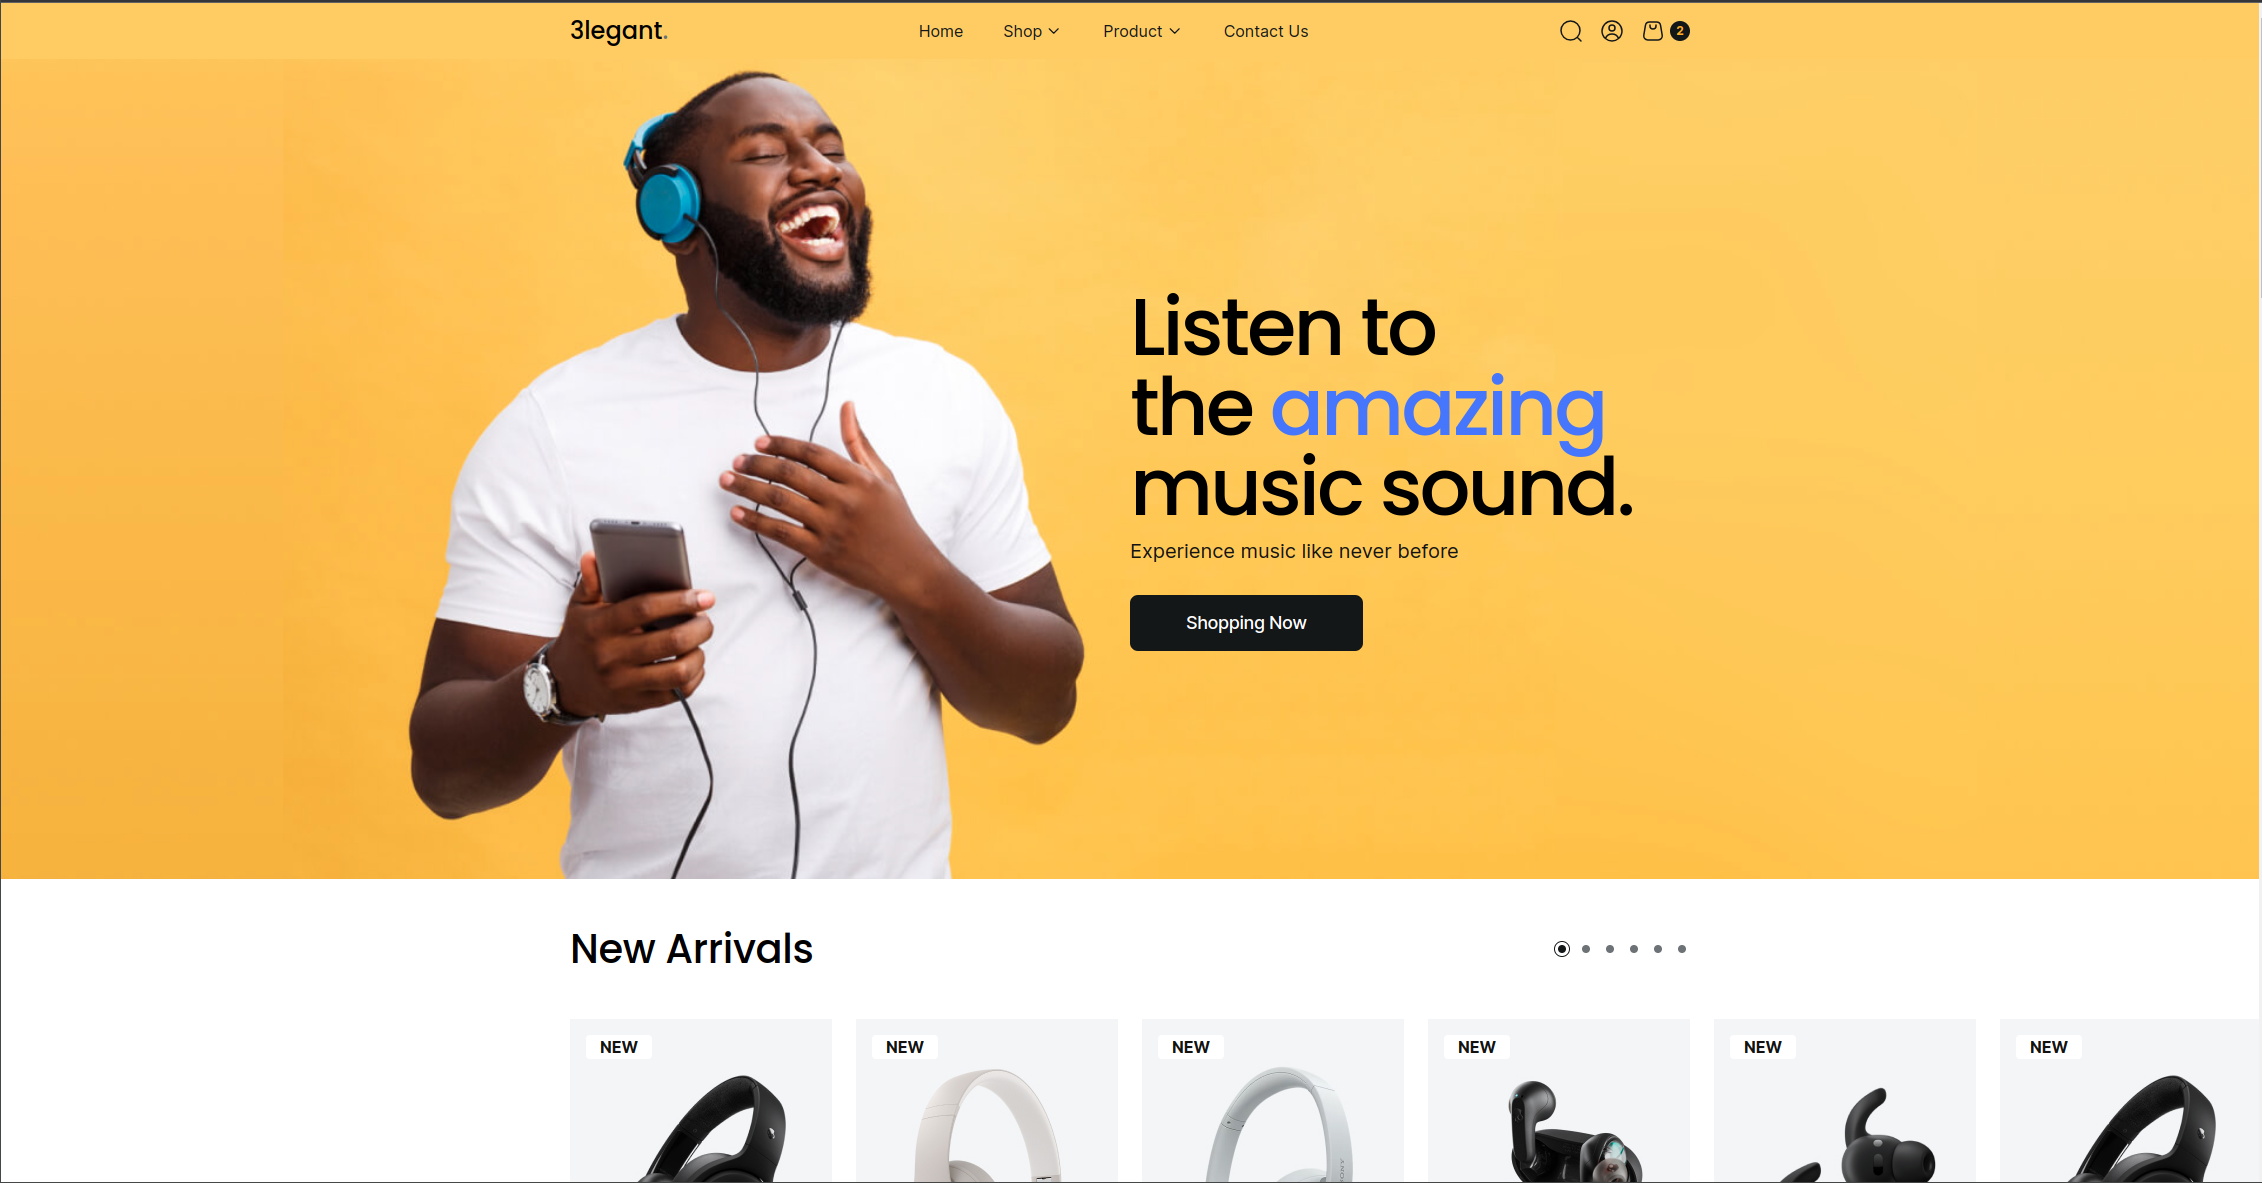 3legant.
Home Shop Product Contact Us
2
Listen to
the amazing
music sound.
Experience music like never before
Shopping Now
New Arrivals
NEW NEW NEW NEW NEW NEW